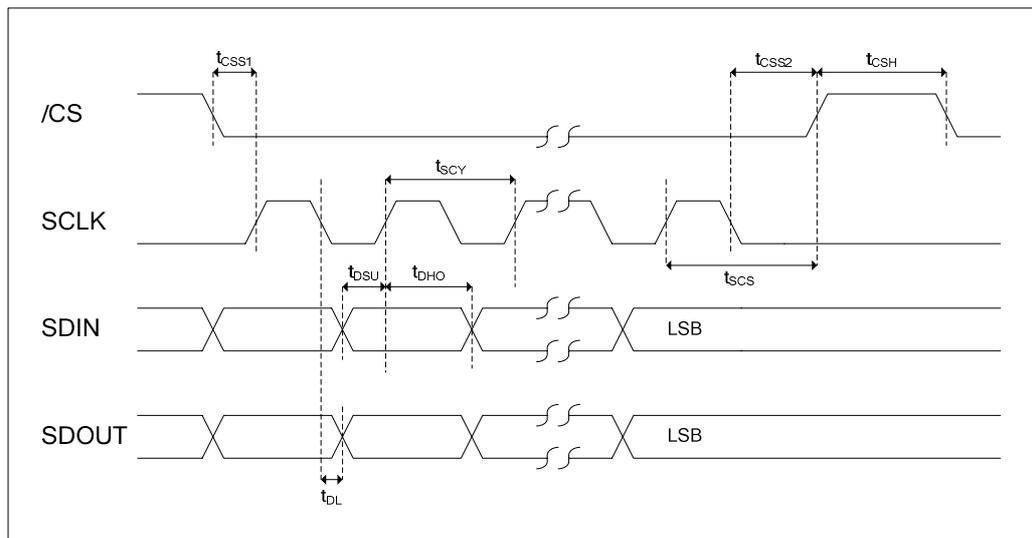 tCSS1
tCSS2
tCSH
/CS
tSCY
SCLK
tSCS
tDSU
tDHO
SDIN
LSB
SDOUT
LSB
tDL